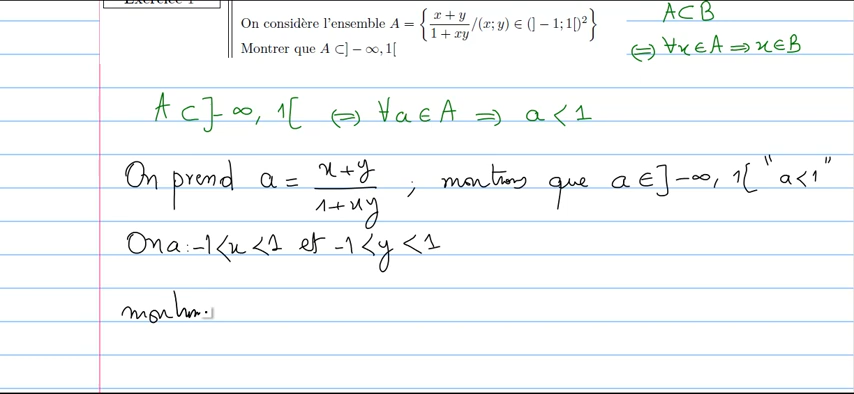 Exercice 1
On considère l'ensemble A = { (x + y)/(1 + xy) /(x; y) ∈ (] − 1; 1[)² }
Montrer que A ⊂] − ∞, 1[
A⊂B
⇔ ∀x∈A ⇒ x∈B
A ⊂ ]-∞, 1[ ⇔ ∀a∈A ⇒ a<1
On prend a = (x+y)/(1+xy) ; montrons que a∈]-∞, 1[ "a<1"
On a : -1<x<1 et -1<y<1
montron